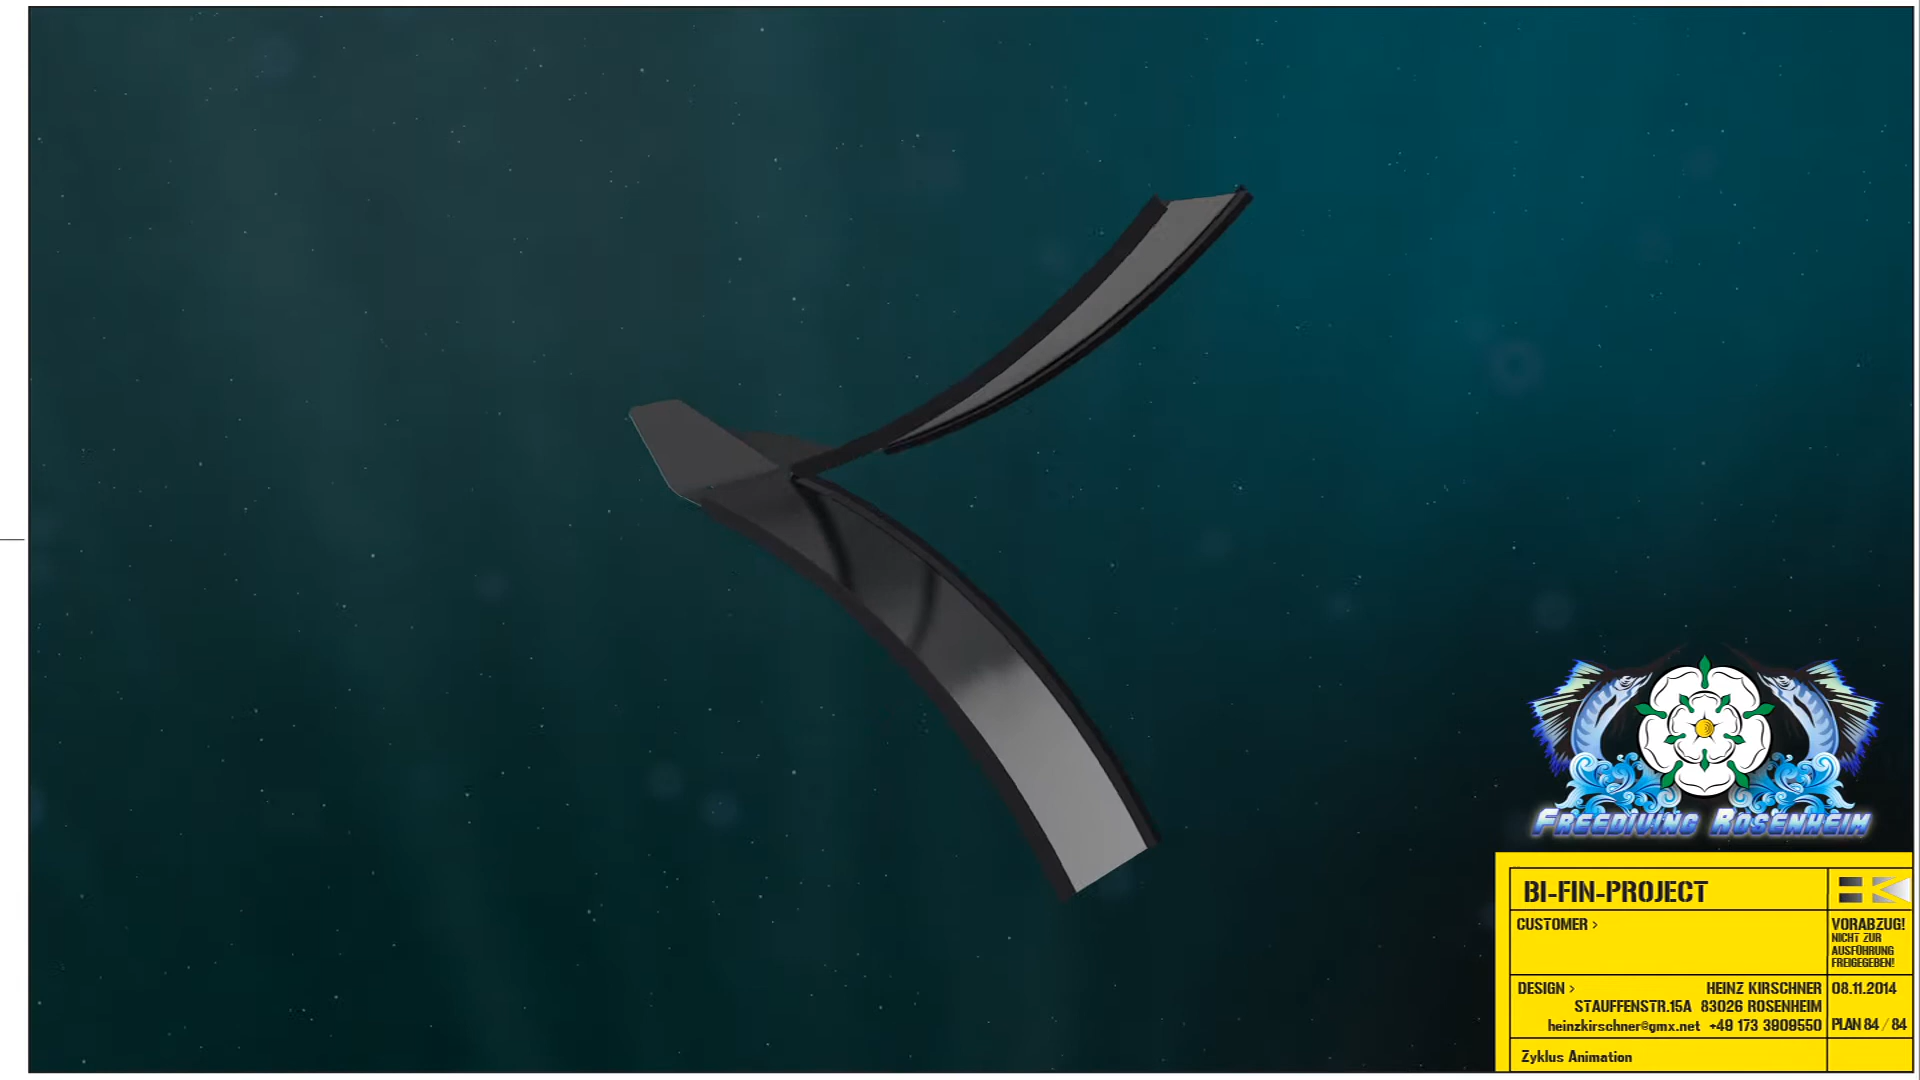 FREEDIVING ROSENHEIM
BI-FIN-PROJECT
CUSTOMER >
VORABZUG!
NICHT ZUR
AUSFÜHRUNG
FREIGEGEBEN!
DESIGN > HEINZ KIRSCHNER
STAUFFENSTR.15A 83026 ROSENHEIM
heinzkirschner@gmx.net +49 173 3909550
08.11.2014
PLAN 84 / 84
Zyklus Animation